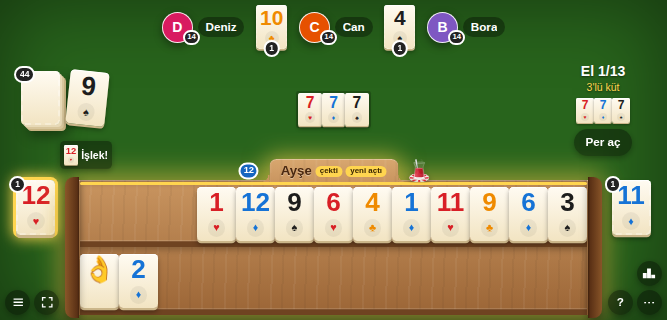 D 14 Deniz
10 1
C 14 Can
4 1
B 14 Bora
44
9
7 7 7
El 1/13
3'lü küt
7 7 7
Per aç
12 İşlek!
12 Ayşe çekti yeni açtı
1 12
1 11
1 12 9 6 4 1 11 9 6 3
2
?